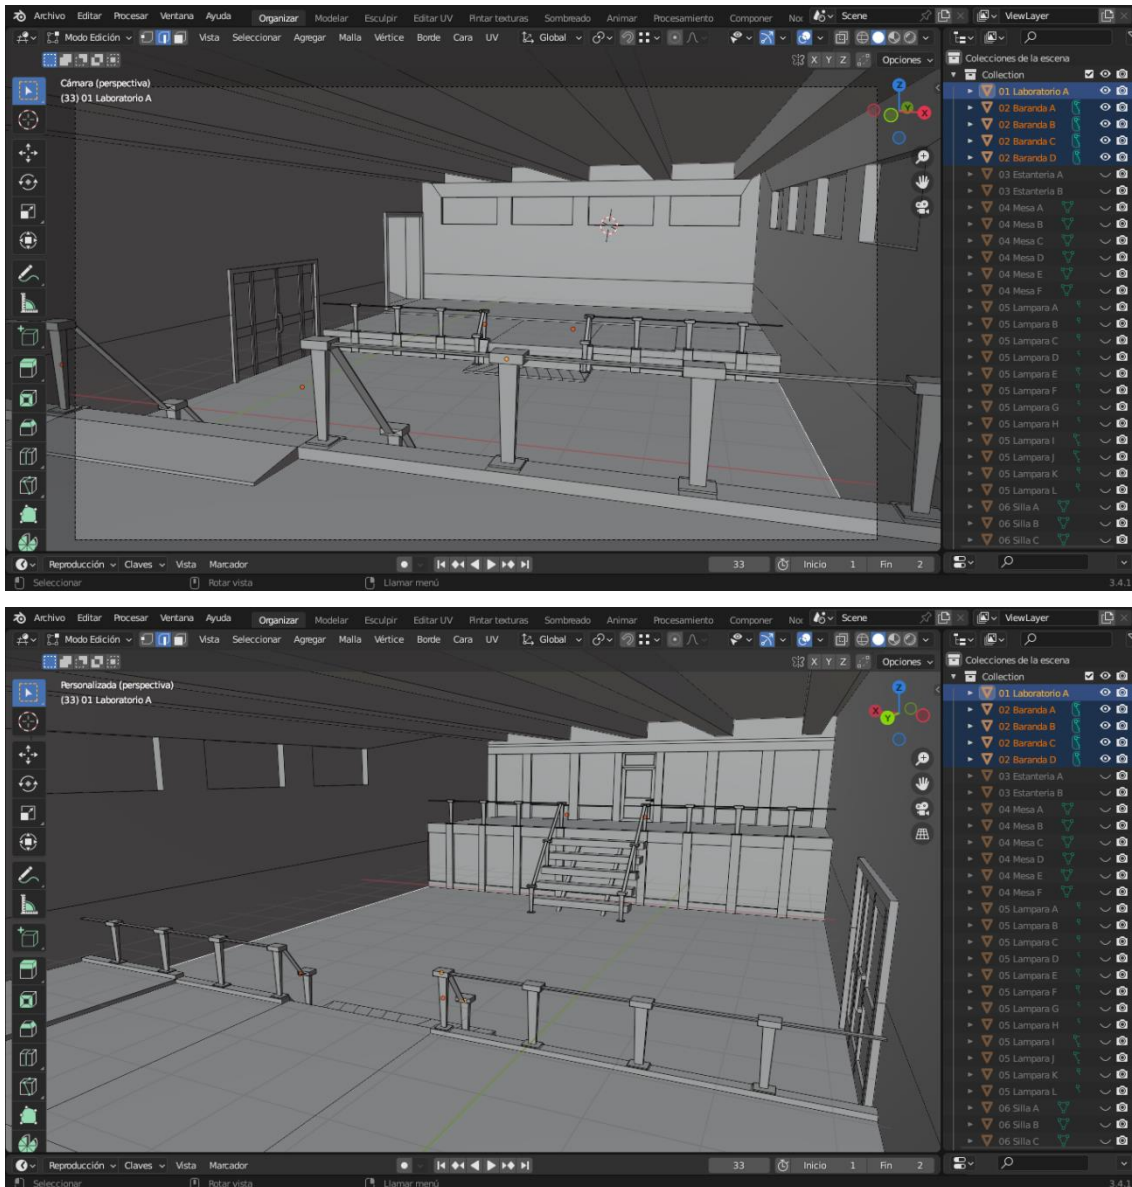 Archivo Editar Procesar Ventana Ayuda Organizar Modelar Esculpir Editar UV Pintar texturas Sombreado Animar Procesamiento Componer Scene ViewLayer
Modo Edición Vista Seleccionar Agregar Malla Vértice Borde Cara UV Global
X Y Z Opciones
Cámara (perspectiva)
(33) 01 Laboratorio A
Z
Y
X
Colecciones de la escena
Collection
01 Laboratorio A
02 Baranda A
02 Baranda B
02 Baranda C
02 Baranda D
03 Estanteria A
03 Estanteria B
04 Mesa A
04 Mesa B
04 Mesa C
04 Mesa D
04 Mesa E
04 Mesa F
05 Lampara A
05 Lampara B
05 Lampara C
05 Lampara D
05 Lampara E
05 Lampara F
05 Lampara G
05 Lampara H
05 Lampara I
05 Lampara J
05 Lampara K
05 Lampara L
06 Silla A
06 Silla B
06 Silla C
Reproducción Claves Vista Marcador 33 Inicio 1 Fin 2
Seleccionar Rotar vista Llamar menú 3.4.1
Archivo Editar Procesar Ventana Ayuda Organizar Modelar Esculpir Editar UV Pintar texturas Sombreado Animar Procesamiento Componer Scene ViewLayer
Modo Edición Vista Seleccionar Agregar Malla Vértice Borde Cara UV Global
X Y Z Opciones
Personalizada (perspectiva)
(33) 01 Laboratorio A
Z
X
Y
Colecciones de la escena
Collection
01 Laboratorio A
02 Baranda A
02 Baranda B
02 Baranda C
02 Baranda D
03 Estanteria A
03 Estanteria B
04 Mesa A
04 Mesa B
04 Mesa C
04 Mesa D
04 Mesa E
04 Mesa F
05 Lampara A
05 Lampara B
05 Lampara C
05 Lampara D
05 Lampara E
05 Lampara F
05 Lampara G
05 Lampara H
05 Lampara I
05 Lampara J
05 Lampara K
05 Lampara L
06 Silla A
06 Silla B
06 Silla C
Reproducción Claves Vista Marcador 33 Inicio 1 Fin 2
Seleccionar Rotar vista Llamar menú 3.4.1